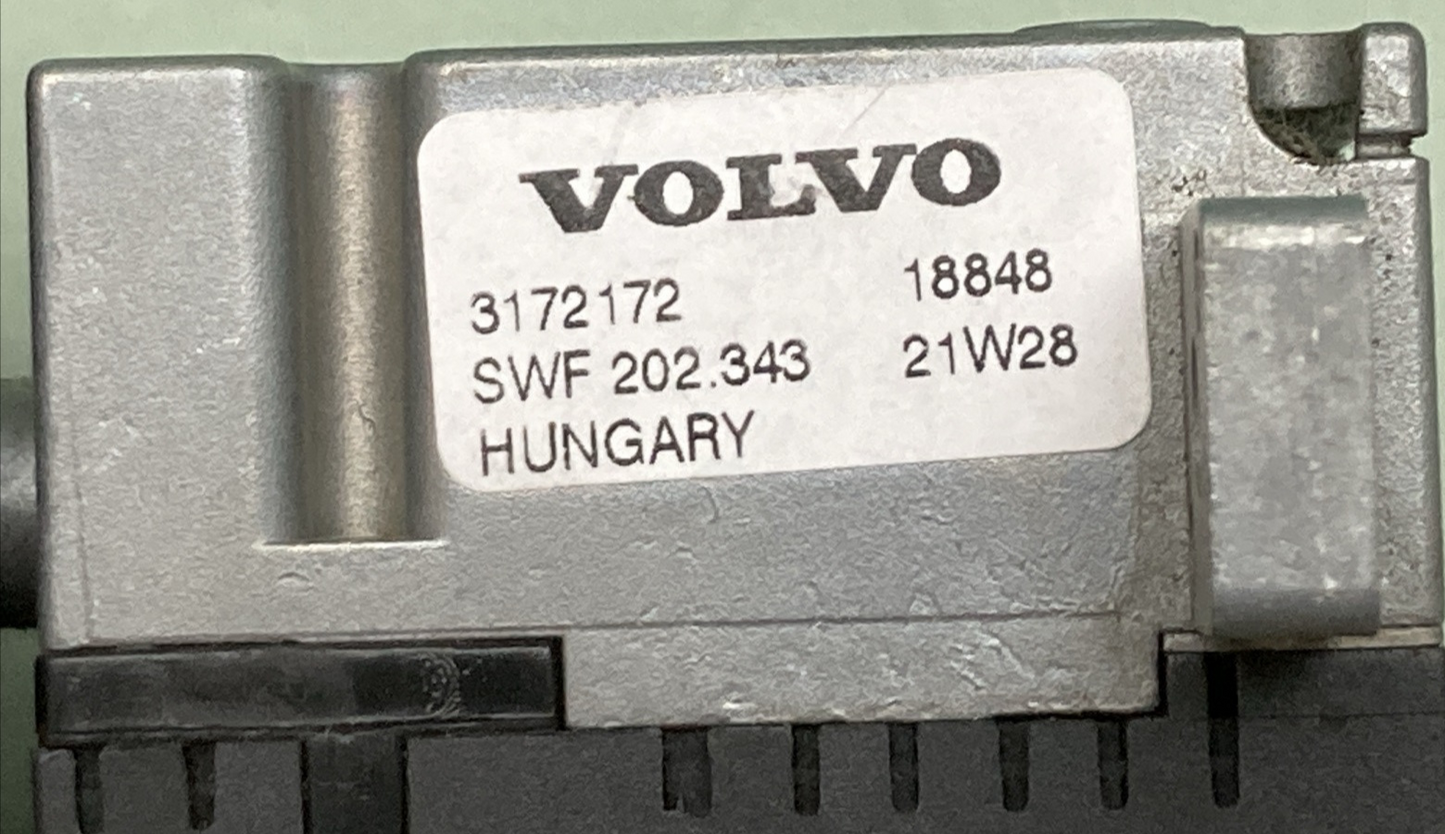 VOLVO
3172172 18848
SWF 202.343 21W28
HUNGARY